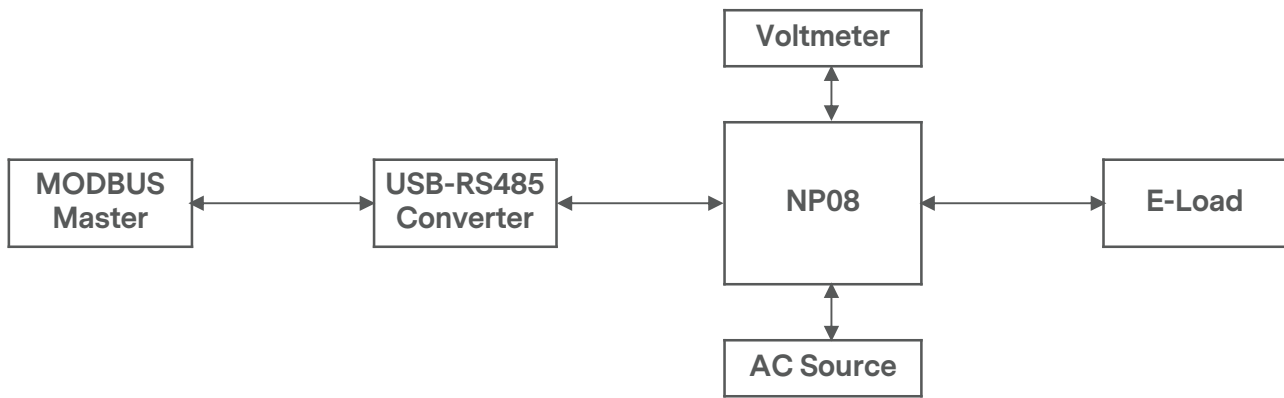 Voltmeter
MODBUS
Master
USB-RS485
Converter
NP08
E-Load
AC Source